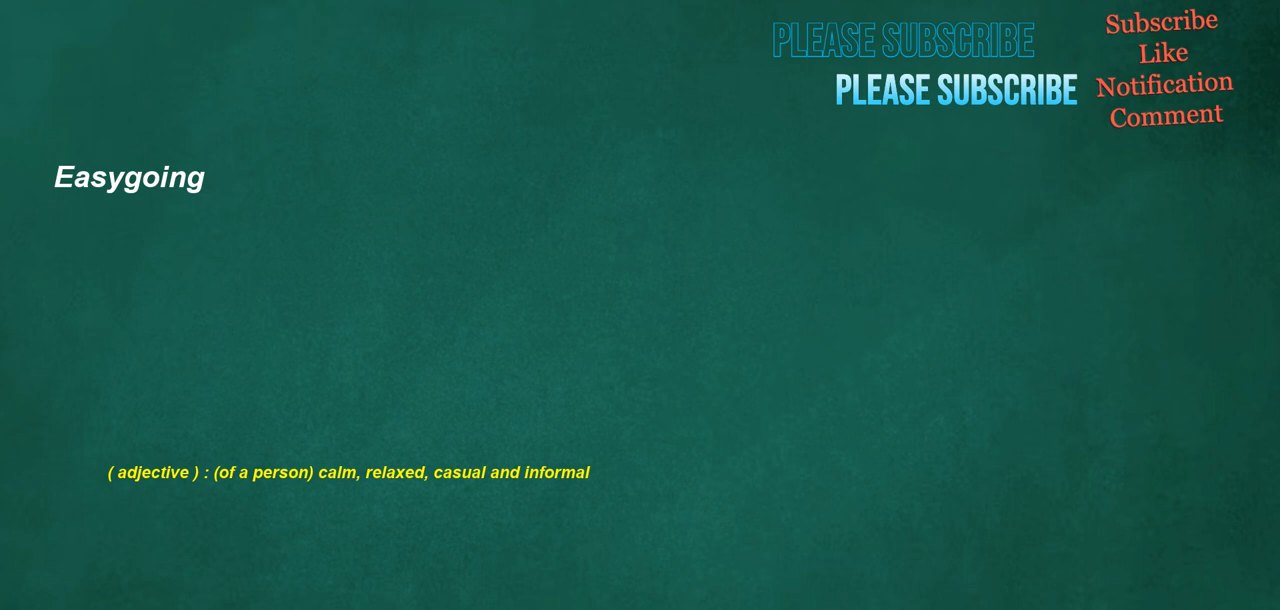 PLEASE SUBSCRIBE
PLEASE SUBSCRIBE
Subscribe
Like
Notification
Comment
Easygoing
( adjective ) : (of a person) calm, relaxed, casual and informal